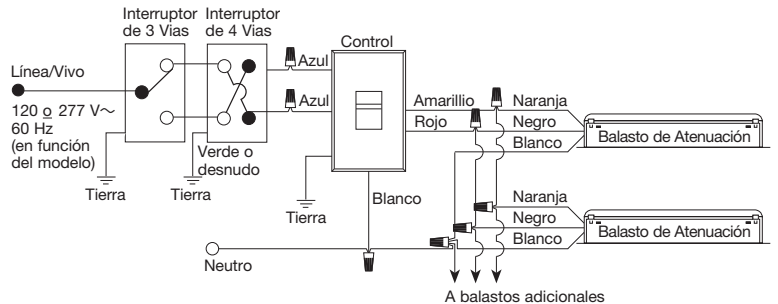 Interruptor
de 3 Vias
Interruptor
de 4 Vias
Control
Línea/Vivo
Azul
Azul
120 o 277 V~
60 Hz
(en función
del modelo)
Verde o
desnudo
Tierra
Tierra
Tierra
Blanco
Neutro
Amarillio
Rojo
Naranja
Negro
Blanco
Balasto de Atenuación
Naranja
Negro
Blanco
Balasto de Atenuación
A balastos adicionales